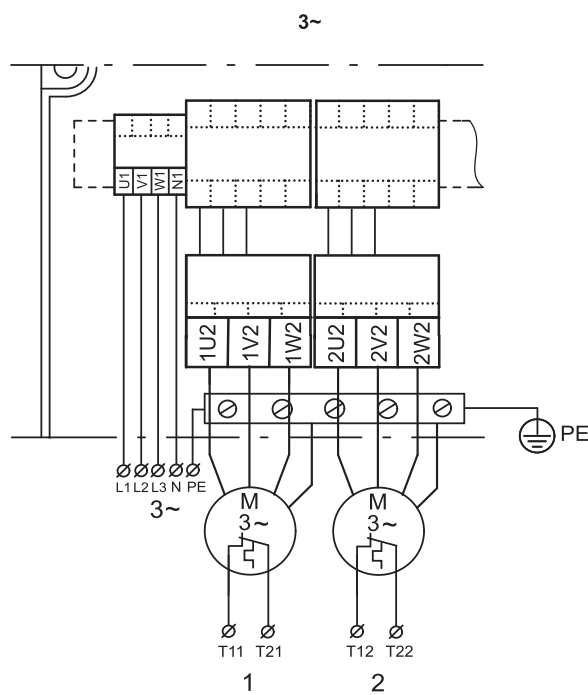 3~
U1 V1 W1 N1
1U2 1V2 1W2 2U2 2V2 2W2
PE
L1 L2 L3 N PE
3~
M M
3~ 3~
T11 T21 T12 T22
1 2